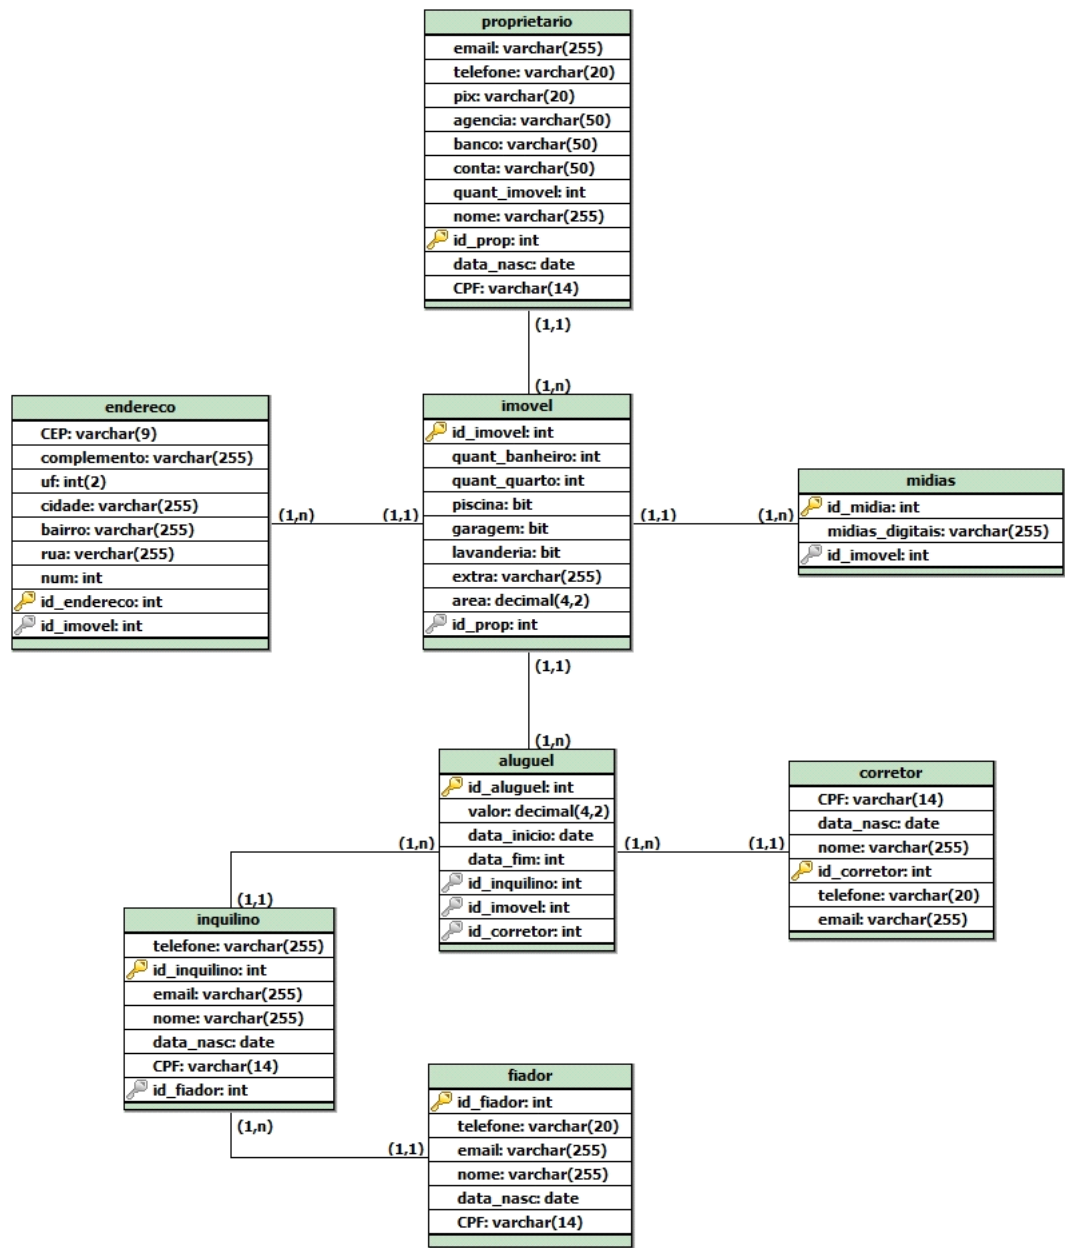 proprietario
email: varchar(255)
telefone: varchar(20)
pix: varchar(20)
agencia: varchar(50)
banco: varchar(50)
conta: varchar(50)
quant_imovel: int
nome: varchar(255)
id_prop: int
data_nasc: date
CPF: varchar(14)
(1,1)
(1,n)
endereco
CEP: varchar(9)
complemento: varchar(255)
uf: int(2)
cidade: varchar(255)
bairro: varchar(255)
rua: verchar(255)
num: int
id_endereco: int
id_imovel: int
(1,n)
(1,1)
imovel
id_imovel: int
quant_banheiro: int
quant_quarto: int
piscina: bit
garagem: bit
lavanderia: bit
extra: varchar(255)
area: decimal(4,2)
id_prop: int
(1,1)
(1,n)
midias
id_midia: int
midias_digitais: varchar(255)
id_imovel: int
(1,1)
(1,n)
aluguel
id_aluguel: int
valor: decimal(4,2)
data_inicio: date
data_fim: int
id_inquilino: int
id_imovel: int
id_corretor: int
(1,n)
(1,1)
corretor
CPF: varchar(14)
data_nasc: date
nome: varchar(255)
id_corretor: int
telefone: varchar(20)
email: varchar(255)
(1,n)
(1,1)
inquilino
telefone: varchar(255)
id_inquilino: int
email: varchar(255)
nome: varchar(255)
data_nasc: date
CPF: varchar(14)
id_fiador: int
(1,n)
(1,1)
fiador
id_fiador: int
telefone: varchar(20)
email: varchar(255)
nome: varchar(255)
data_nasc: date
CPF: varchar(14)